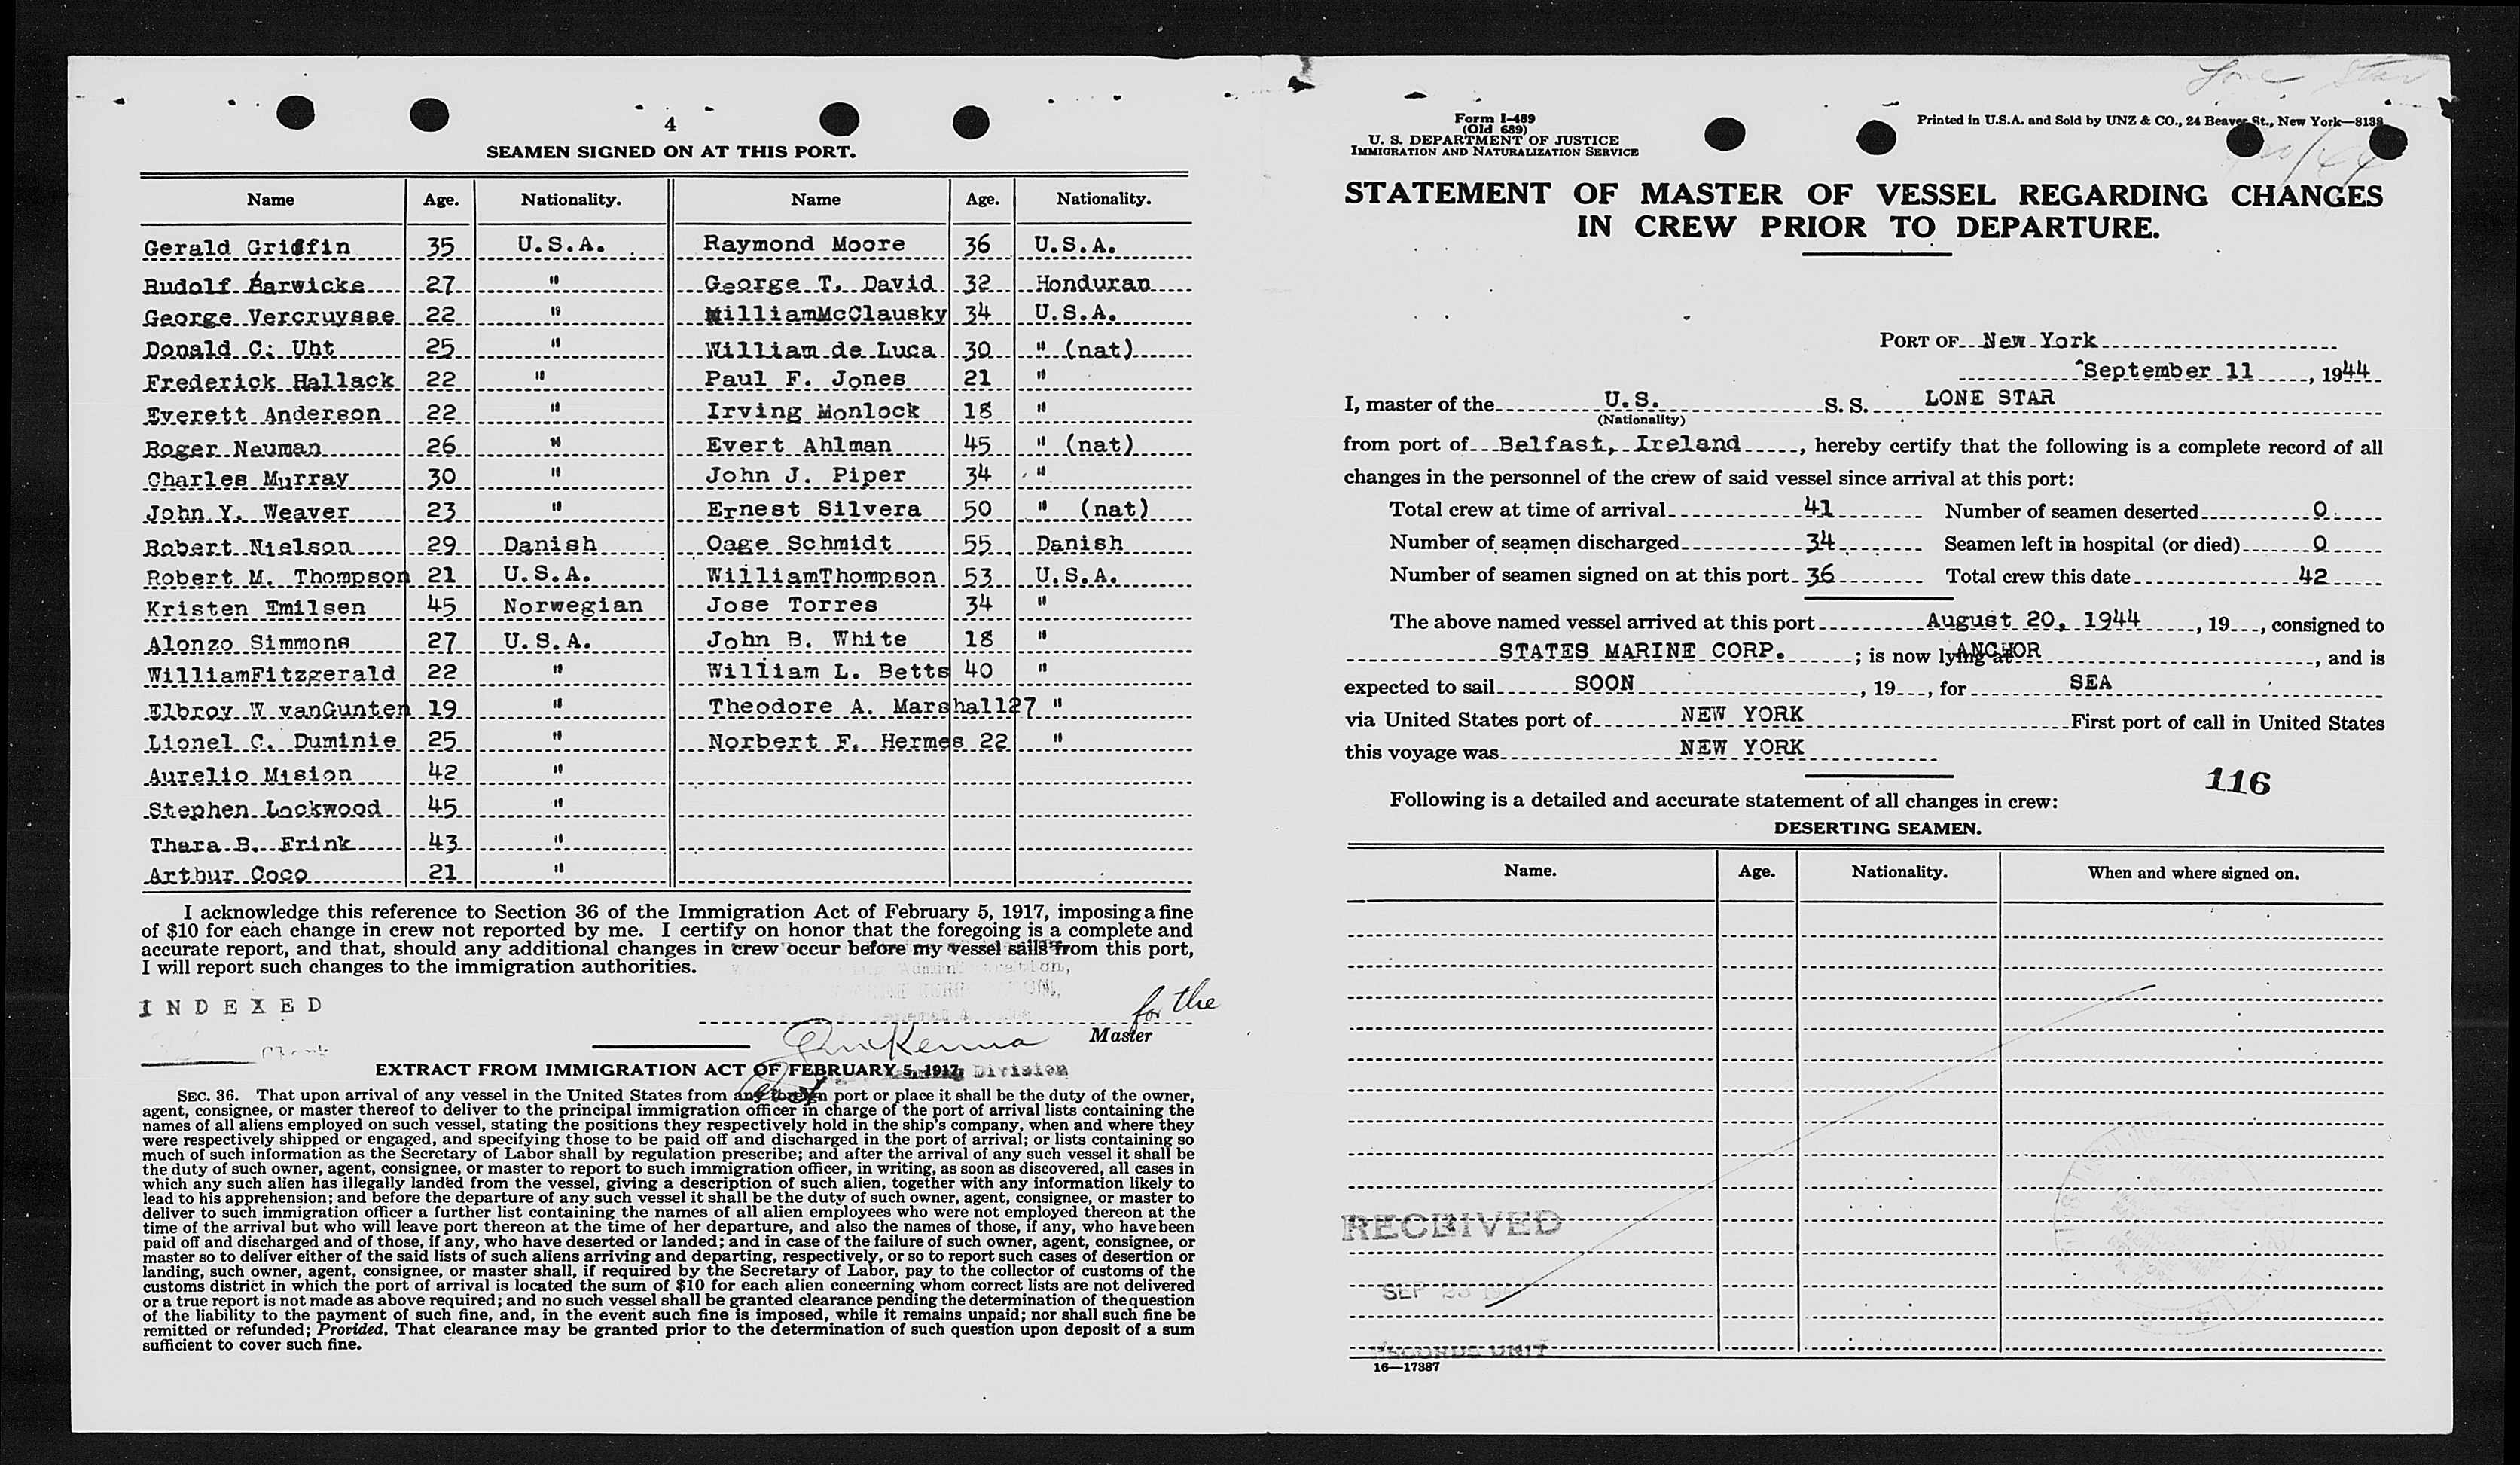 4
SEAMEN SIGNED ON AT THIS PORT.
Name Age. Nationality. Name Age. Nationality.
Gerald Griffin 35 U.S.A. Raymond Moore 36 U.S.A.
Rudolf Barwicke 27 " George T. David 32 Honduran
George Vercruysse 22 " WilliamMcClausky 34 U.S.A.
Donald C. Uht 25 " William de Luca 30 " (nat)
Frederick Hallack 22 " Paul F. Jones 21 "
Everett Anderson 22 " Irving Monlock 18 "
Roger Neuman 26 " Evert Ahlman 45 " (nat)
Charles Murray 30 " John J. Piper 34 "
John Y. Weaver 23 " Ernest Silvera 50 " (nat)
Robert Nielson 29 Danish Oage Schmidt 55 Danish
Robert M. Thompson 21 U.S.A. WilliamThompson 53 U.S.A.
Kristen Emilsen 45 Norwegian Jose Torres 34 "
Alonzo Simmons 27 U.S.A. John B. White 18 "
WilliamFitzgerald 22 " William L. Betts 40 "
Elbroy W vanGunten 19 " Theodore A. Marshall27 "
Lionel C. Duminie 25 " Norbert F. Hermes 22 "
Aurelio Mision 42 "
Stephen Lockwood 45 "
Thara B. Frink 43 "
Arthur Coco 21 "
I acknowledge this reference to Section 36 of the Immigration Act of February 5, 1917, imposing a fine
of $10 for each change in crew not reported by me. I certify on honor that the foregoing is a complete and
accurate report, and that, should any additional changes in crew occur before my vessel sails from this port,
I will report such changes to the immigration authorities.
INDEXED
for the
Master
Clerk
EXTRACT FROM IMMIGRATION ACT OF FEBRUARY 5, 1917.
Division
SEC. 36. That upon arrival of any vessel in the United States from any foreign port or place it shall be the duty of the owner,
agent, consignee, or master thereof to deliver to the principal immigration officer in charge of the port of arrival lists containing the
names of all aliens employed on such vessel, stating the positions they respectively hold in the ship's company, when and where they
were respectively shipped or engaged, and specifying those to be paid off and discharged in the port of arrival; or lists containing so
much of such information as the Secretary of Labor shall by regulation prescribe; and after the arrival of any such vessel it shall be
the duty of such owner, agent, consignee, or master to report to such immigration officer, in writing, as soon as discovered, all cases in
which any such alien has illegally landed from the vessel, giving a description of such alien, together with any information likely to
lead to his apprehension; and before the departure of any such vessel it shall be the duty of such owner, agent, consignee, or master to
deliver to such immigration officer a further list containing the names of all alien employees who were not employed thereon at the
time of the arrival but who will leave port thereon at the time of her departure, and also the names of those, if any, who have been
paid off and discharged and of those, if any, who have deserted or landed; and in case of the failure of such owner, agent, consignee, or
master so to deliver either of the said lists of such aliens arriving and departing, respectively, or so to report such cases of desertion or
landing, such owner, agent, consignee, or master shall, if required by the Secretary of Labor, pay to the collector of customs of the
customs district in which the port of arrival is located the sum of $10 for each alien concerning whom correct lists are not delivered
or a true report is not made as above required; and no such vessel shall be granted clearance pending the determination of the question
of the liability to the payment of such fine, and, in the event such fine is imposed, while it remains unpaid; nor shall such fine be
remitted or refunded; Provided, That clearance may be granted prior to the determination of such question upon deposit of a sum
sufficient to cover such fine.
Lone Star
Form I-489
(Old 689)
U. S. DEPARTMENT OF JUSTICE
IMMIGRATION AND NATURALIZATION SERVICE
Printed in U.S.A. and Sold by UNZ & CO., 24 Beaver St., New York—8138
STATEMENT OF MASTER OF VESSEL REGARDING CHANGES
IN CREW PRIOR TO DEPARTURE.
PORT OF New York
September 11, 1944
I, master of the U.S. S. S. LONE STAR
(Nationality)
from port of Belfast, Ireland, hereby certify that the following is a complete record of all
changes in the personnel of the crew of said vessel since arrival at this port:
Total crew at time of arrival 41 Number of seamen deserted 0
Number of seamen discharged 34 Seamen left in hospital (or died) 0
Number of seamen signed on at this port 36 Total crew this date 42
The above named vessel arrived at this port August 20, 1944, 19 , consigned to
STATES MARINE CORP. ; is now lying at ANCHOR , and is
expected to sail SOON , 19 , for SEA
via United States port of NEW YORK First port of call in United States
this voyage was NEW YORK
116
Following is a detailed and accurate statement of all changes in crew:
DESERTING SEAMEN.
Name. Age. Nationality. When and where signed on.
RECEIVED
SEP 23 194
RECORDS UNIT
16—17887